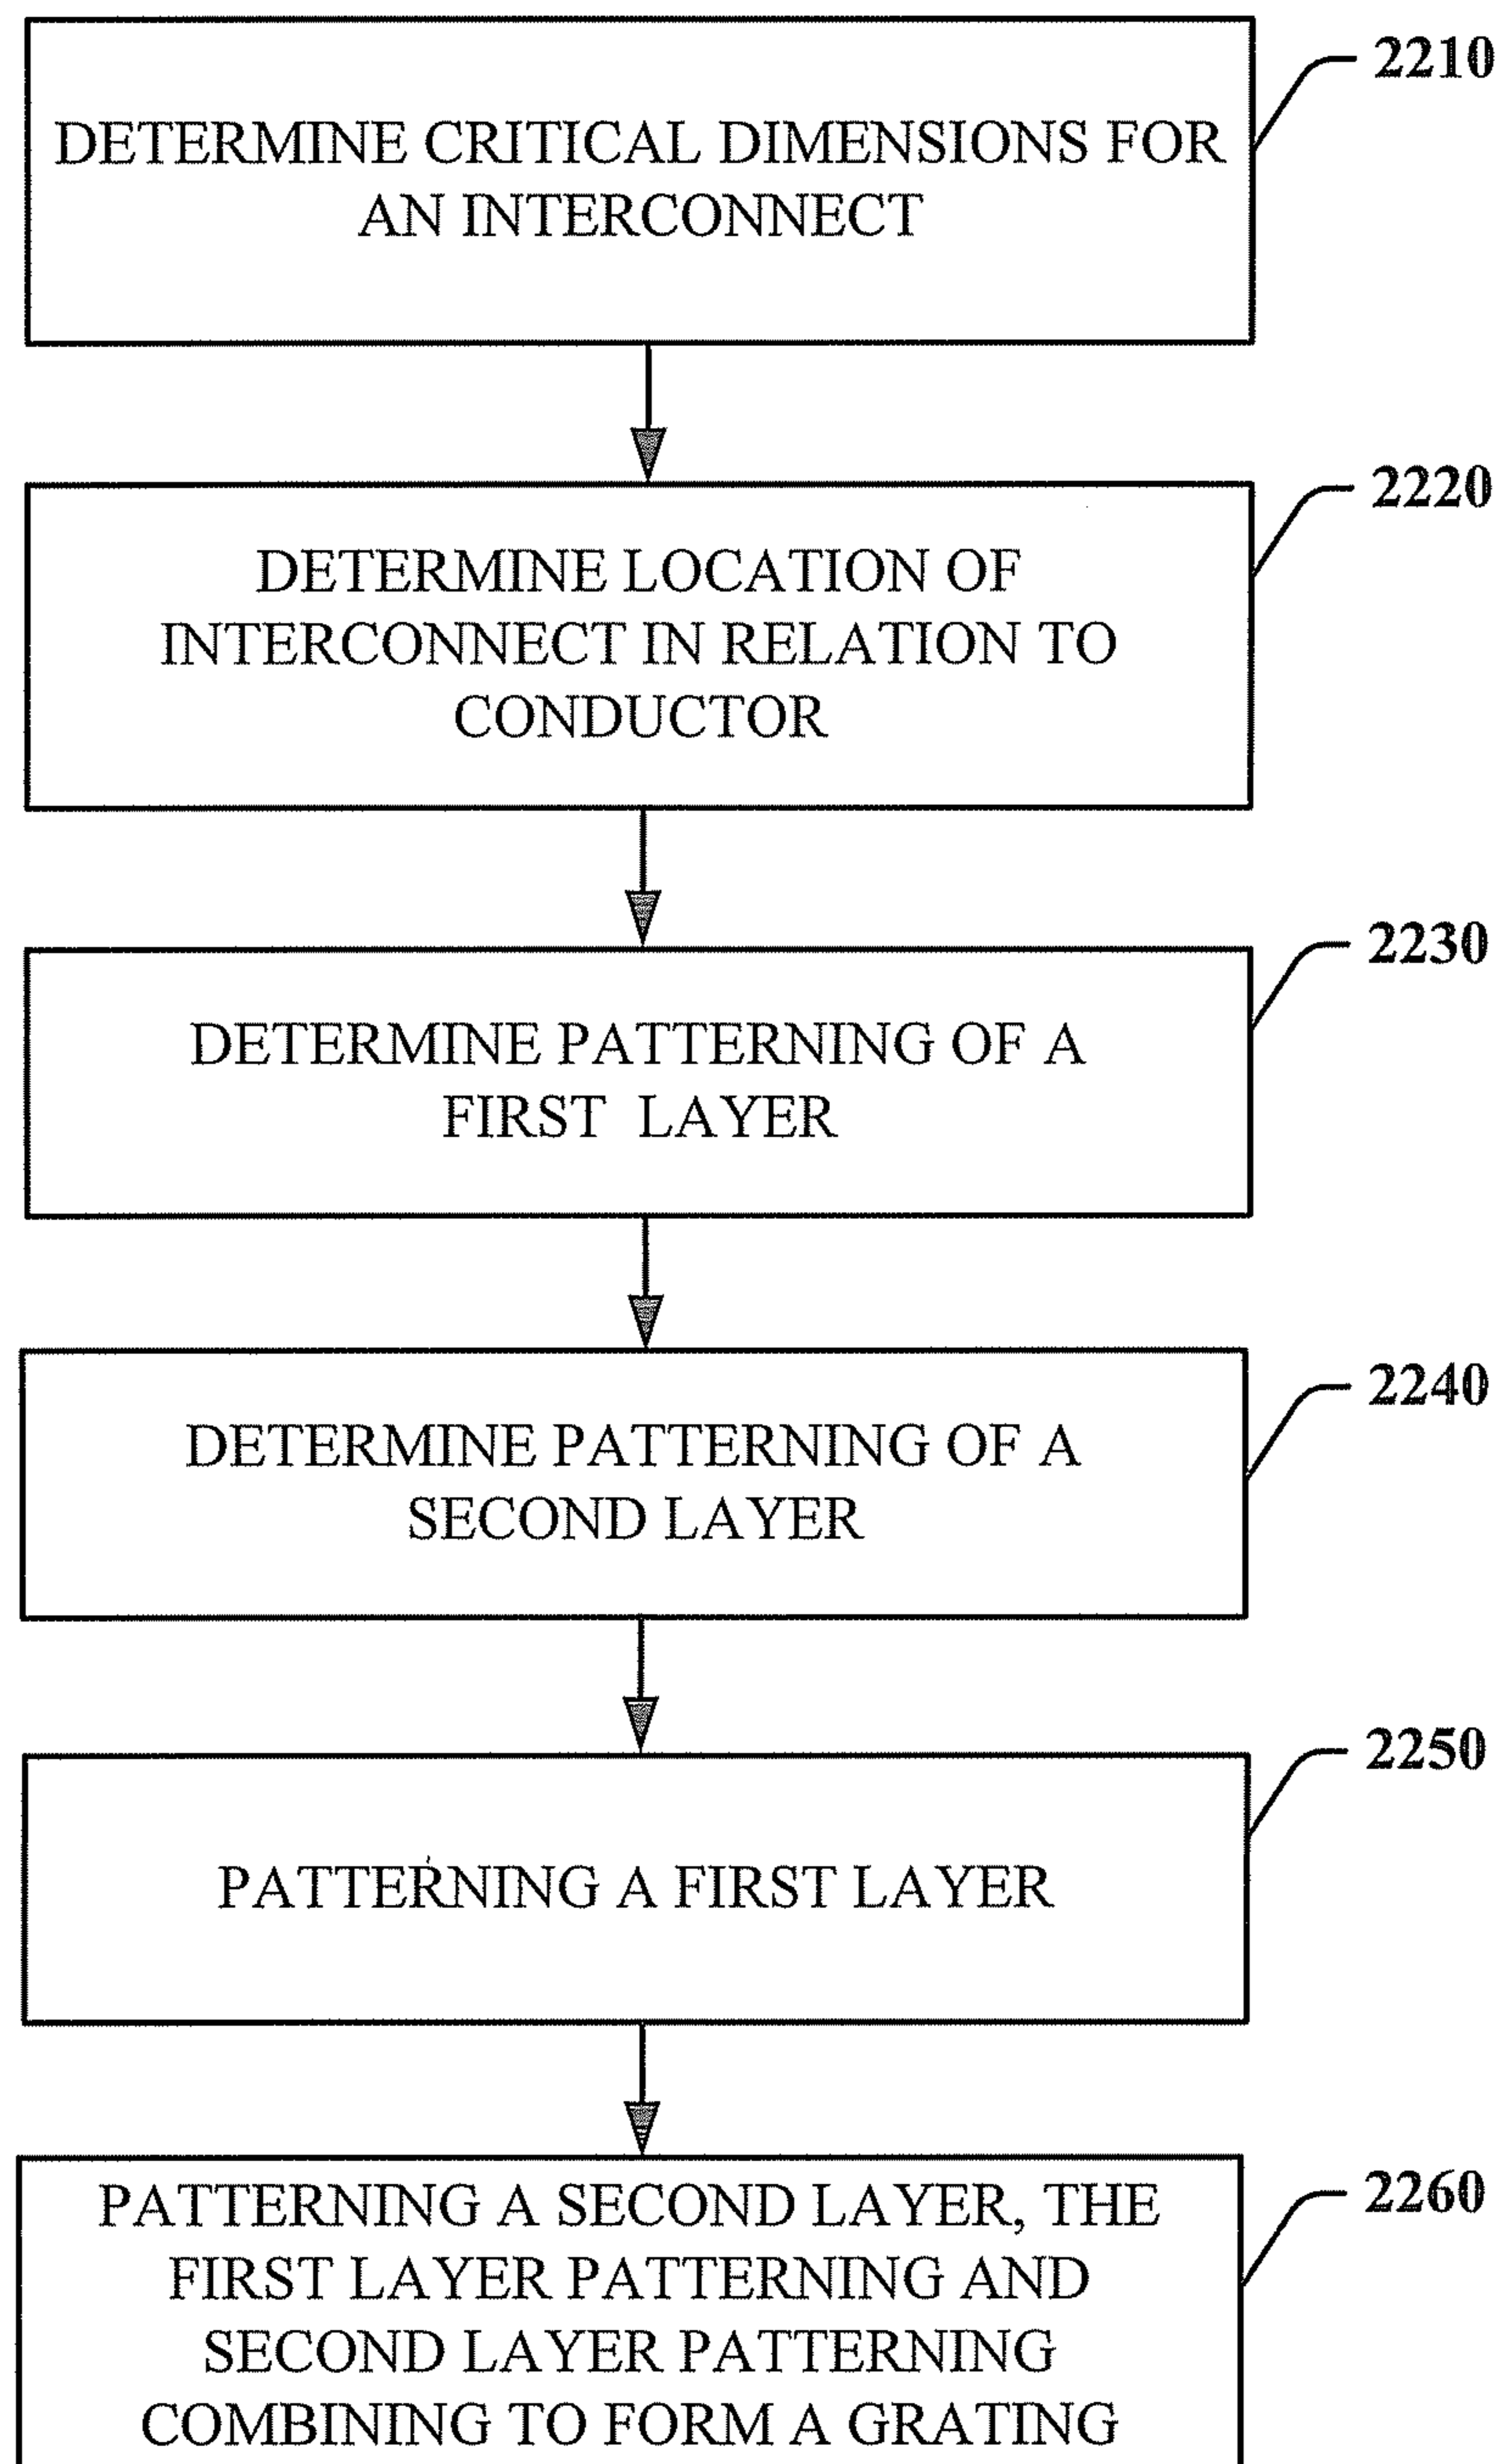 2210
DETERMINE CRITICAL DIMENSIONS FOR
AN INTERCONNECT
2220
DETERMINE LOCATION OF
INTERCONNECT IN RELATION TO
CONDUCTOR
2230
DETERMINE PATTERNING OF A
FIRST LAYER
2240
DETERMINE PATTERNING OF A
SECOND LAYER
2250
PATTERNING A FIRST LAYER
2260
PATTERNING A SECOND LAYER, THE
FIRST LAYER PATTERNING AND
SECOND LAYER PATTERNING
COMBINING TO FORM A GRATING